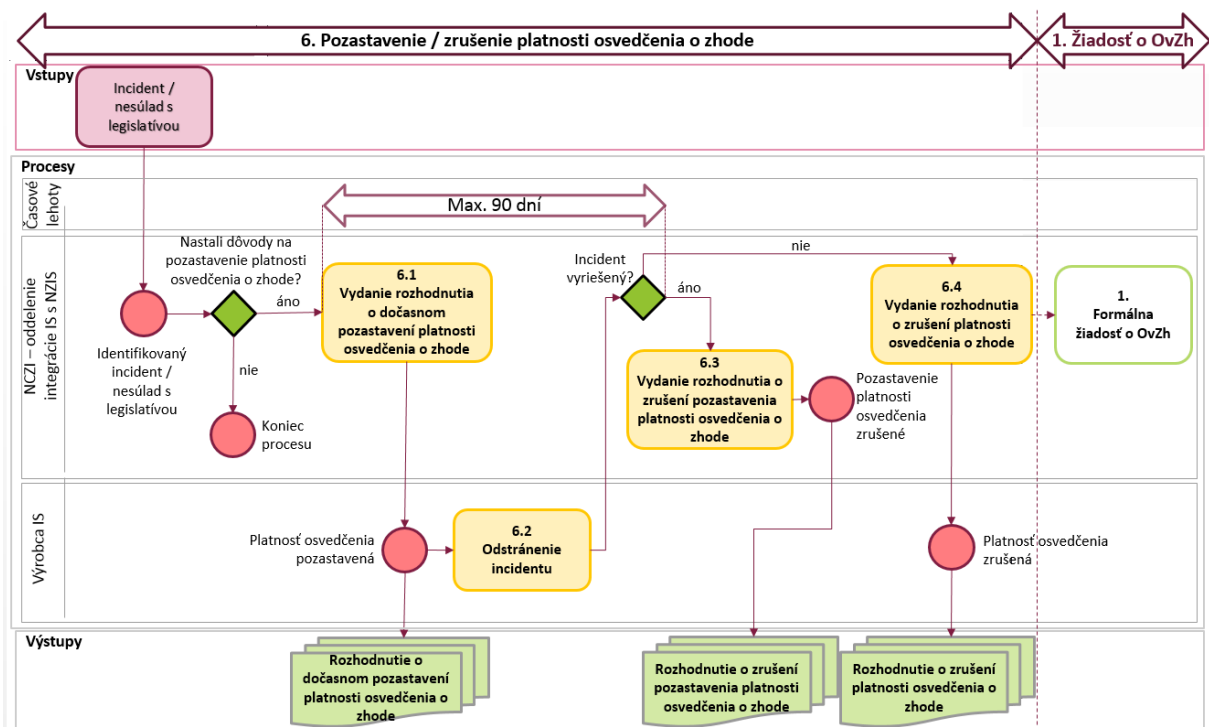 6. Pozastavenie / zrušenie platnosti osvedčenia o zhode
1. Žiadosť o OvZh
Vstupy
Incident /
nesúlad s
legislatívou
Procesy
Časové
lehoty
Max. 90 dní
NCZI – oddelenie
integrácie IS s NZIS
Nastali dôvody na
pozastavenie platnosti
osvedčenia o zhode?
áno
nie
Identifikovaný
incident /
nesúlad s
legislatívou
Koniec
procesu
6.1
Vydanie rozhodnutia
o dočasnom
pozastavení platnosti
osvedčenia o zhode
Incident
vyriešený?
nie
áno
6.3
Vydanie rozhodnutia o
zrušení pozastavenia
platnosti osvedčenia o
zhode
Pozastavenie
platnosti
osvedčenia
zrušené
6.4
Vydanie rozhodnutia
o zrušení platnosti
osvedčenia o zhode
1.
Formálna
žiadosť o OvZh
Výrobca IS
Platnosť osvedčenia
pozastavená
6.2
Odstránenie
incidentu
Platnosť osvedčenia
zrušená
Výstupy
Rozhodnutie o
dočasnom pozastavení
platnosti osvedčenia o
zhode
Rozhodnutie o zrušení
pozastavenia platnosti
osvedčenia o zhode
Rozhodnutie o zrušení
platnosti osvedčenia o
zhode